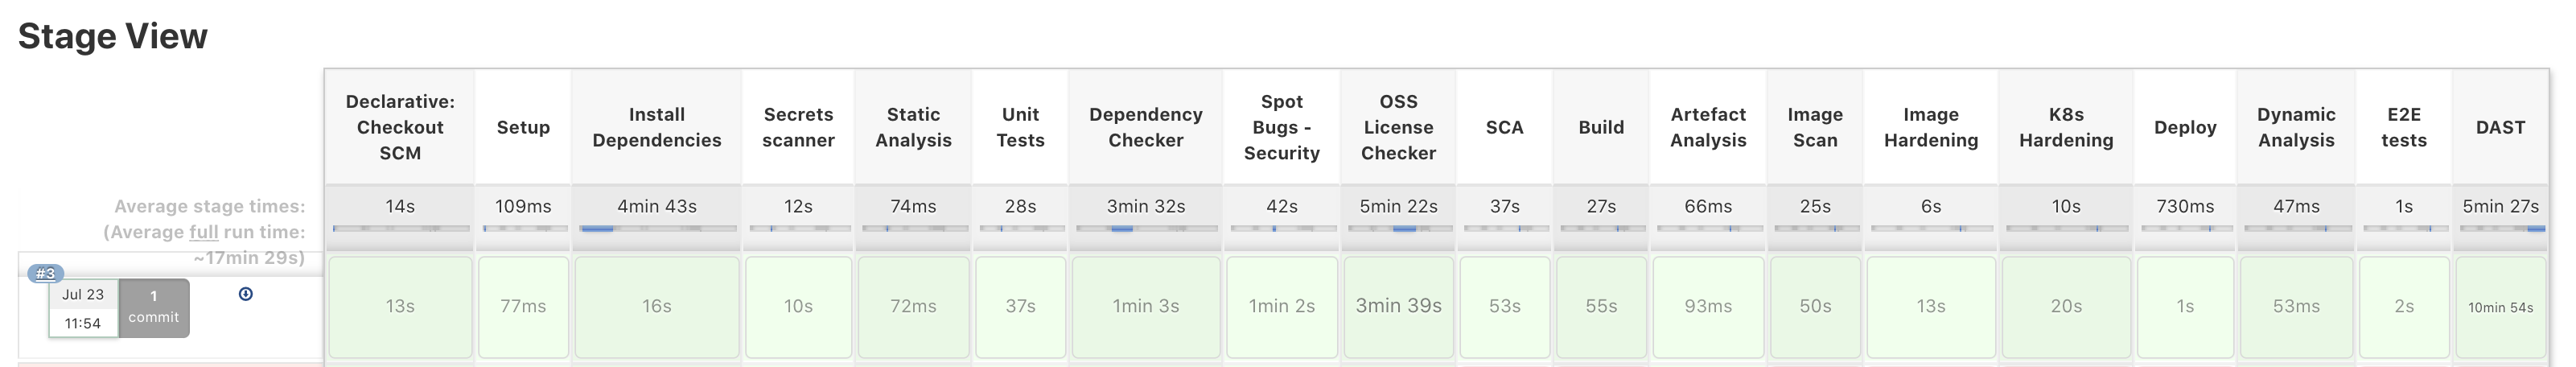 Stage View
Declarative: Checkout SCM
Setup
Install Dependencies
Secrets scanner
Static Analysis
Unit Tests
Dependency Checker
Spot Bugs - Security
OSS License Checker
SCA
Build
Artefact Analysis
Image Scan
Image Hardening
K8s Hardening
Deploy
Dynamic Analysis
E2E tests
DAST
Average stage times:
(Average full run time:
~17min 29s)
14s
109ms
4min 43s
12s
74ms
28s
3min 32s
42s
5min 22s
37s
27s
66ms
25s
6s
10s
730ms
47ms
1s
5min 27s
#3
Jul 23
11:54
1
commit
13s
77ms
16s
10s
72ms
37s
1min 3s
1min 2s
3min 39s
53s
55s
93ms
50s
13s
20s
1s
53ms
2s
10min 54s